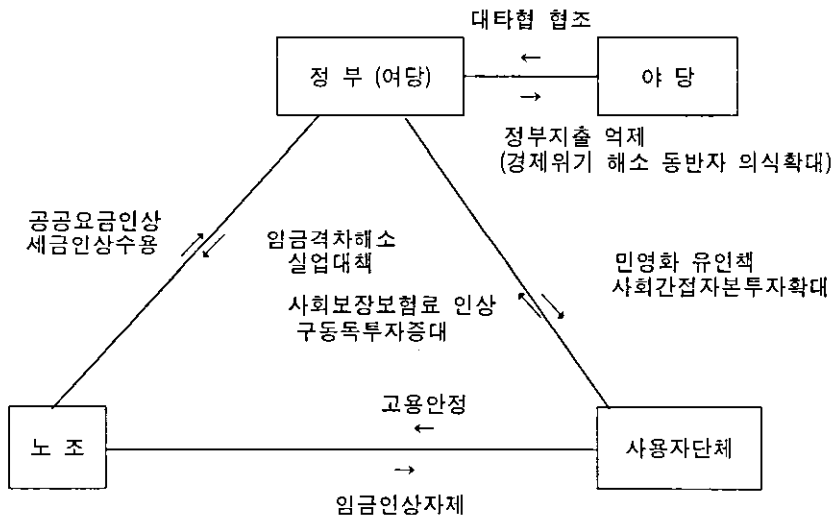 대타협 협조
←
정 부 (여당)
야 당
→
정부지출 억제
(경제위기 해소 동반자 의식확대)
공공요금인상
세금인상수용
임금격차해소
실업대책
민영화 유인책
사회간접자본투자확대
사회보장보험료 인상
구동독투자증대
고용안정
←
노 조
사용자단체
→
임금인상자제